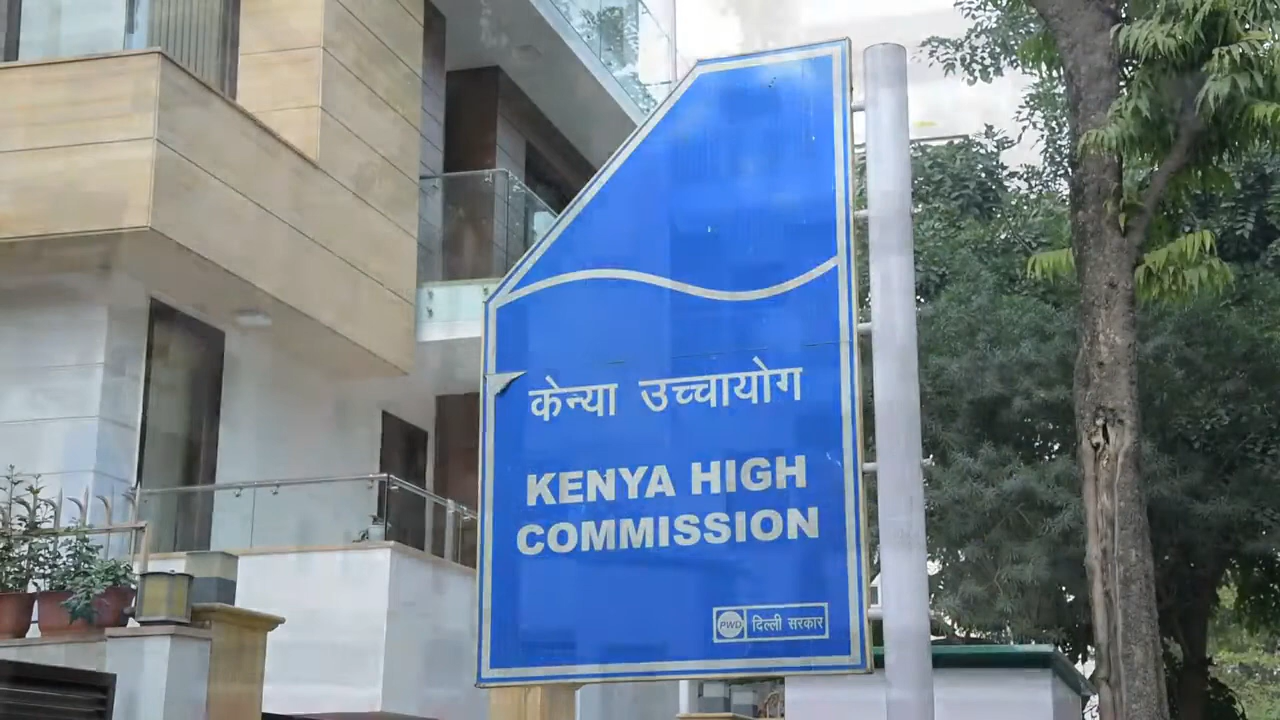 केन्या उच्चायोग
KENYA HIGH
COMMISSION
PWD दिल्ली सरकार